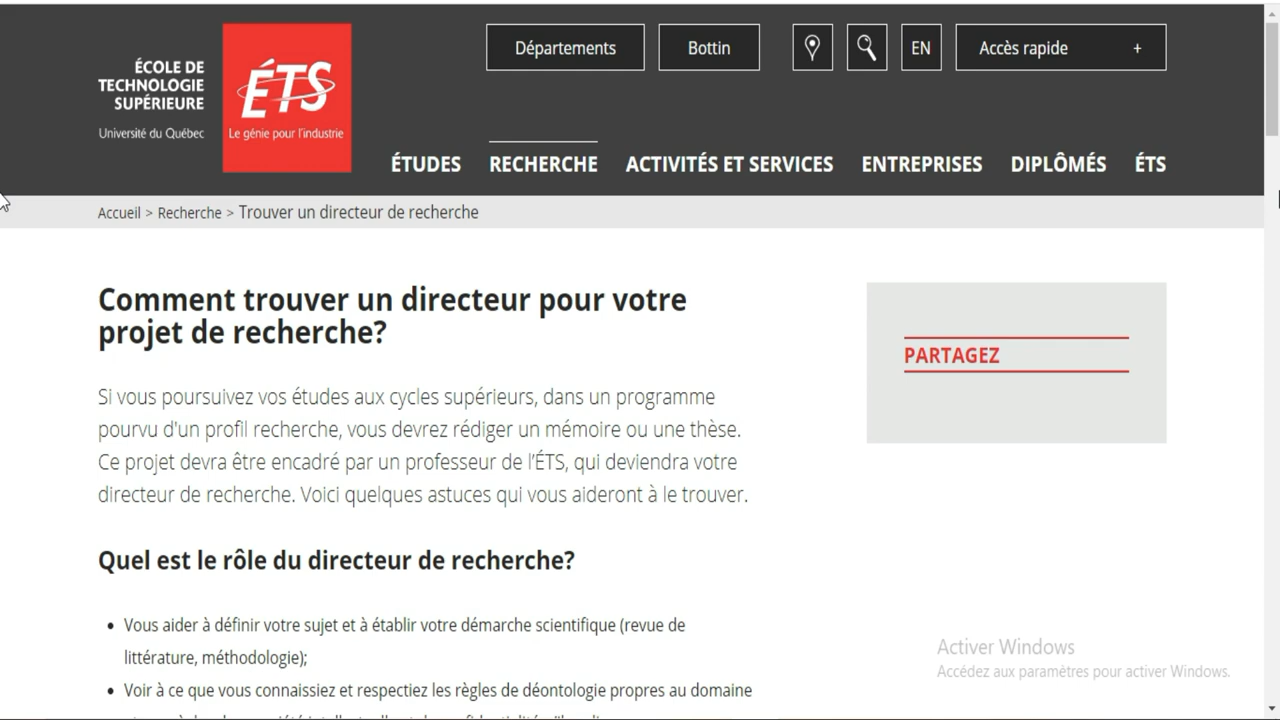 Départements
Bottin
EN
Accès rapide +
ÉCOLE DE
TECHNOLOGIE
SUPÉRIEURE
Université du Québec
ÉTS
Le génie pour l'industrie
ÉTUDES
RECHERCHE
ACTIVITÉS ET SERVICES
ENTREPRISES
DIPLÔMÉS
ÉTS
Accueil > Recherche > Trouver un directeur de recherche
Comment trouver un directeur pour votre
projet de recherche?
PARTAGEZ
Si vous poursuivez vos études aux cycles supérieurs, dans un programme
pourvu d'un profil recherche, vous devrez rédiger un mémoire ou une thèse.
Ce projet devra être encadré par un professeur de l'ÉTS, qui deviendra votre
directeur de recherche. Voici quelques astuces qui vous aideront à le trouver.
Quel est le rôle du directeur de recherche?
• Vous aider à définir votre sujet et à établir votre démarche scientifique (revue de
littérature, méthodologie);
• Voir à ce que vous connaissiez et respectiez les règles de déontologie propres au domaine
Activer Windows
Accédez aux paramètres pour activer Windows.